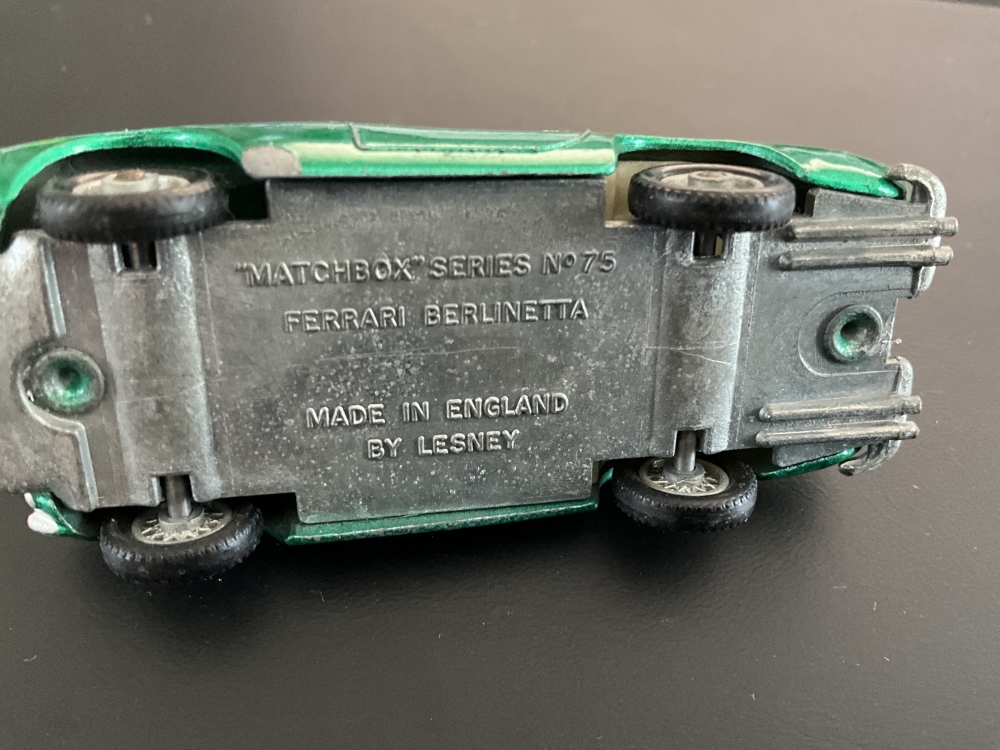 "MATCHBOX" SERIES Nº 75
FERRARI BERLINETTA
MADE IN ENGLAND
BY LESNEY